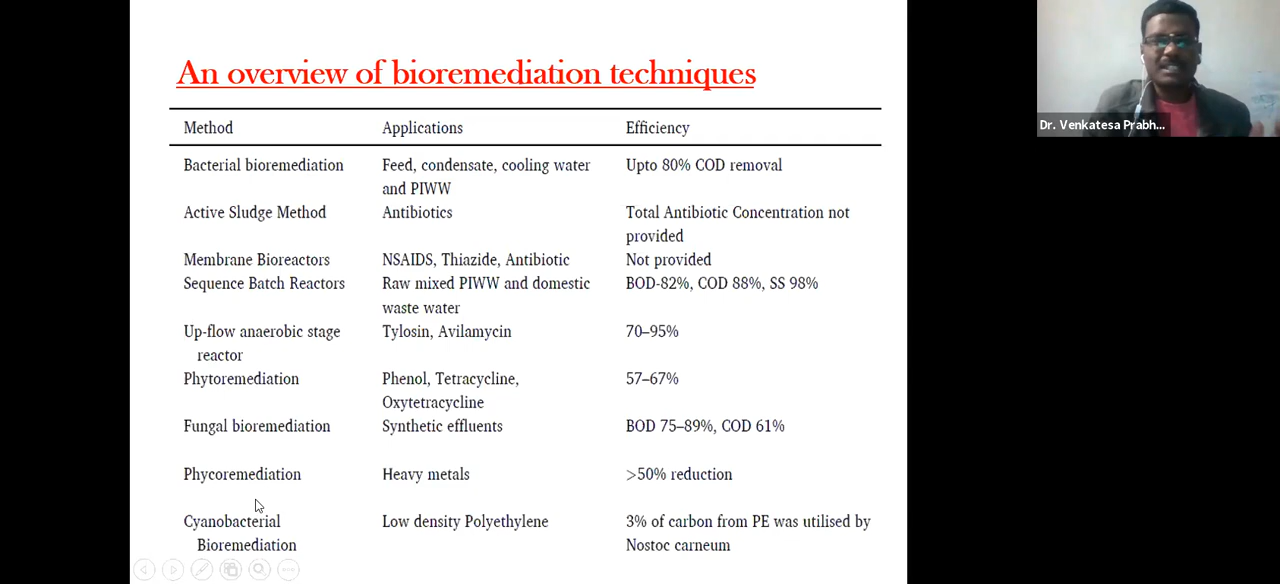 An overview of bioremediation techniques
Dr. Venkatesa Prabh...
Method Applications Efficiency
Bacterial bioremediation Feed, condensate, cooling water Upto 80% COD removal
and PIWW
Active Sludge Method Antibiotics Total Antibiotic Concentration not
provided
Membrane Bioreactors NSAIDS, Thiazide, Antibiotic Not provided
Sequence Batch Reactors Raw mixed PIWW and domestic BOD-82%, COD 88%, SS 98%
waste water
Up-flow anaerobic stage Tylosin, Avilamycin 70–95%
reactor
Phytoremediation Phenol, Tetracycline, 57–67%
Oxytetracycline
Fungal bioremediation Synthetic effluents BOD 75–89%, COD 61%
Phycoremediation Heavy metals >50% reduction
Cyanobacterial Low density Polyethylene 3% of carbon from PE was utilised by
Bioremediation Nostoc carneum